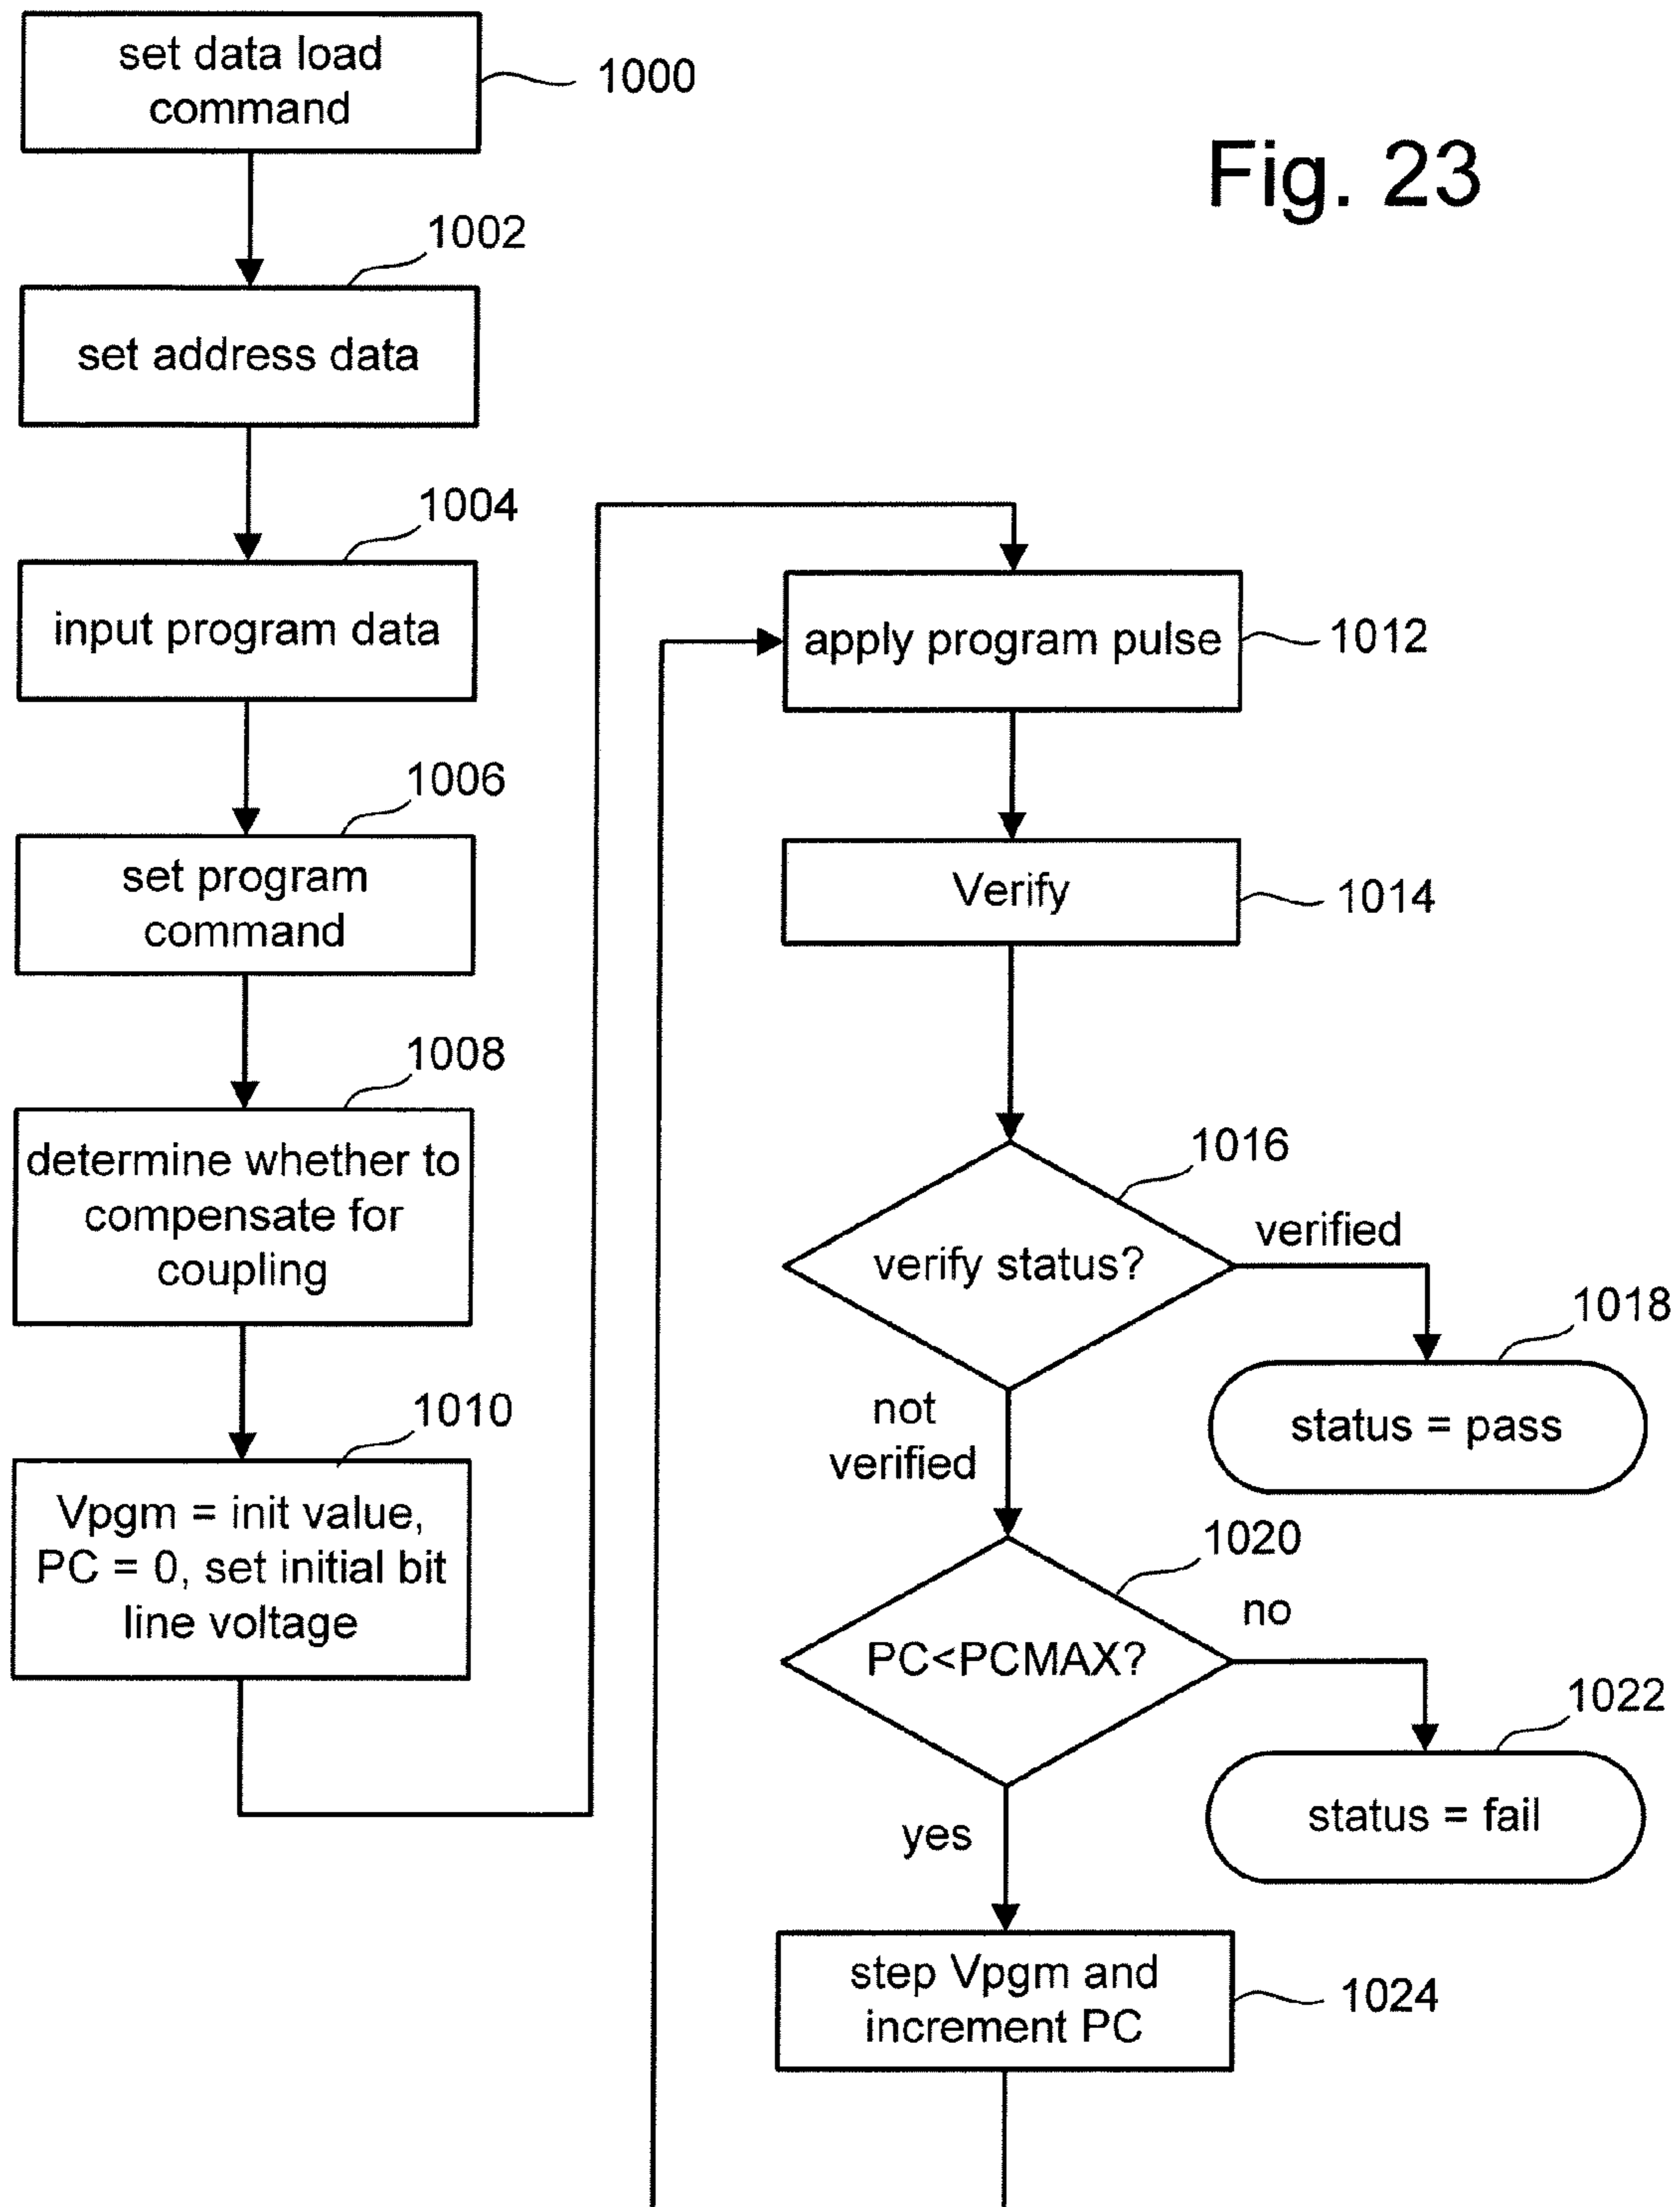 Fig. 23
set data load
command
1000
1002
set address data
1004
input program data
1006
set program
command
1008
determine whether to
compensate for
coupling
1010
Vpgm = init value,
PC = 0, set initial bit
line voltage
apply program pulse
1012
Verify
1014
1016
verify status?
verified
1018
status = pass
not
verified
1020
PC<PCMAX?
no
1022
status = fail
yes
step Vpgm and
increment PC
1024